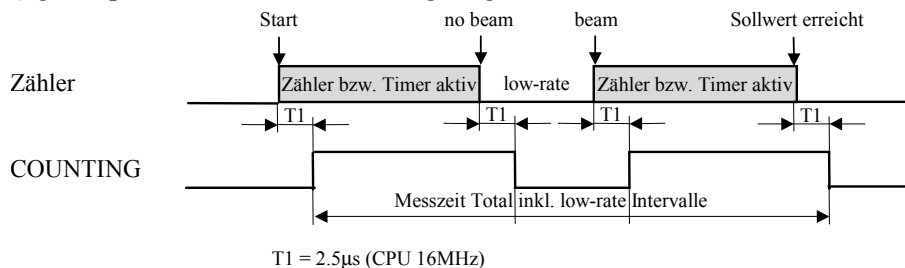 Start no beam beam Sollwert erreicht
Zähler Zähler bzw. Timer aktiv low-rate Zähler bzw. Timer aktiv
T1 T1 T1 T1
COUNTING
Messzeit Total inkl. low-rate Intervalle
T1 = 2.5µs (CPU 16MHz)